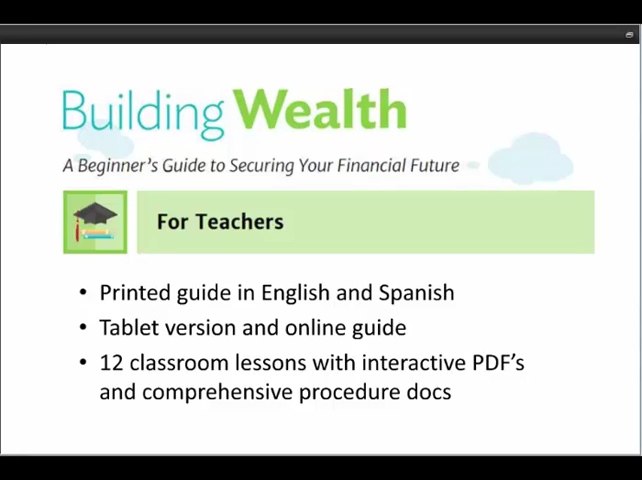 Building Wealth
A Beginner's Guide to Securing Your Financial Future
For Teachers
• Printed guide in English and Spanish
• Tablet version and online guide
• 12 classroom lessons with interactive PDF's
and comprehensive procedure docs